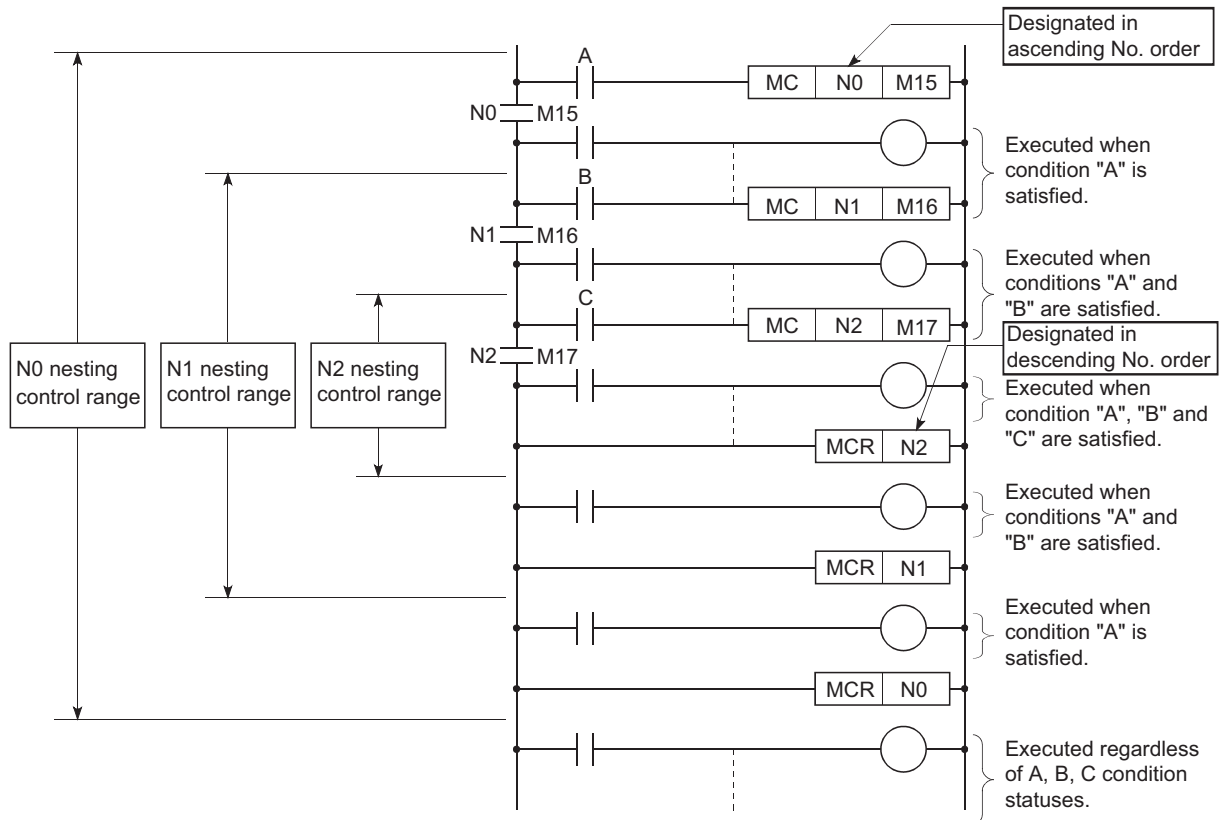 Designated in
ascending No. order
A
MC N0 M15
N0 M15
Executed when
condition "A" is
satisfied.
B
MC N1 M16
N1 M16
Executed when
conditions "A" and
"B" are satisfied.
C
MC N2 M17
Designated in
descending No. order
N2 M17
N0 nesting
control range
N1 nesting
control range
N2 nesting
control range
Executed when
condition "A", "B" and
"C" are satisfied.
MCR N2
Executed when
conditions "A" and
"B" are satisfied.
MCR N1
Executed when
condition "A" is
satisfied.
MCR N0
Executed regardless
of A, B, C condition
statuses.